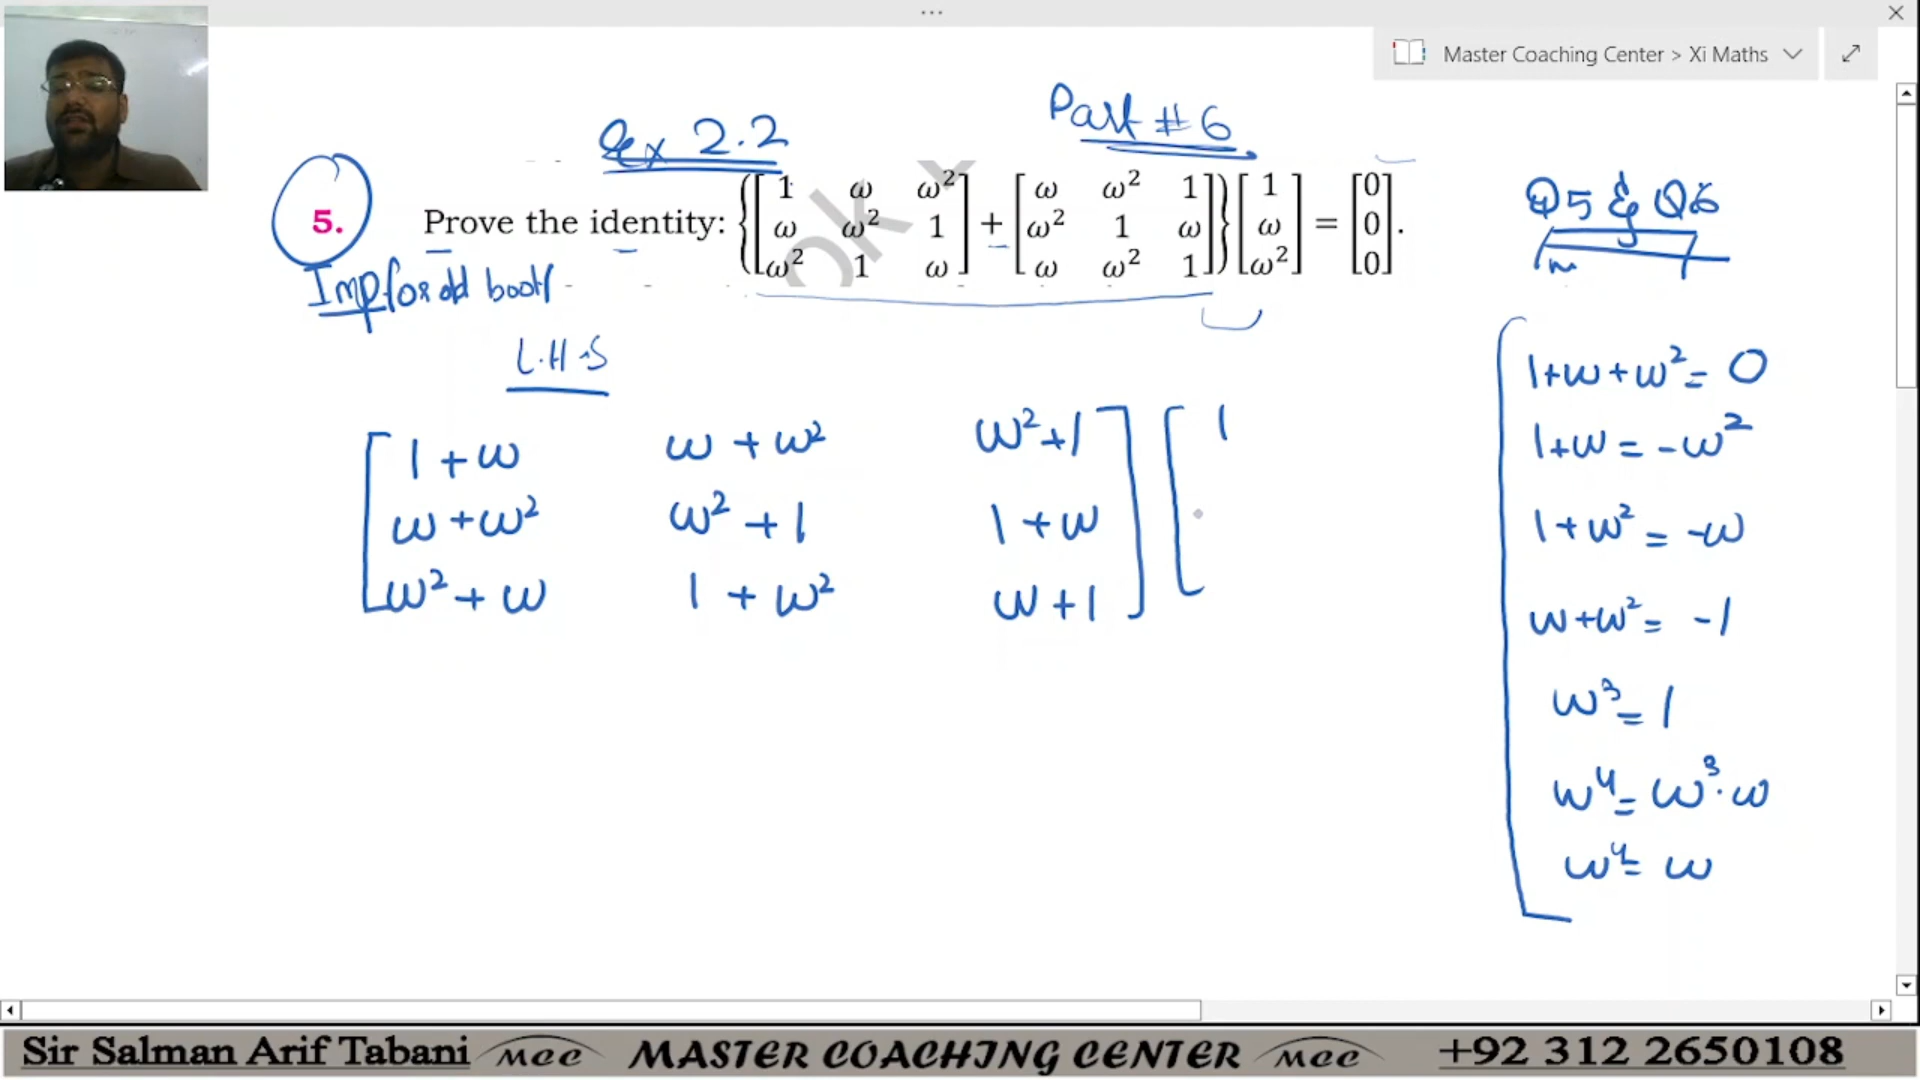 Master Coaching Center > Xi Maths
Ex 2.2
Part # 6
5. Prove the identity: {[1 ω ω² + [ω ω² 1 [1 = [0
ω ω² 1 ω² 1 ω ω 0
ω² 1 ω] ω ω² 1]} ω²] 0].
Imp for old book
Q5 & Q6
L.H.S
[1+ω ω+ω² ω²+1 [1
ω+ω² ω²+1 1+ω
ω²+ω 1+ω² ω+1]
1+ω+ω²=0
1+ω=-ω²
1+ω²=-ω
ω+ω²=-1
ω³=1
ω⁴=ω³·ω
ω⁴=ω
Sir Salman Arif Tabani MCC MASTER COACHING CENTER MCC +92 312 2650108